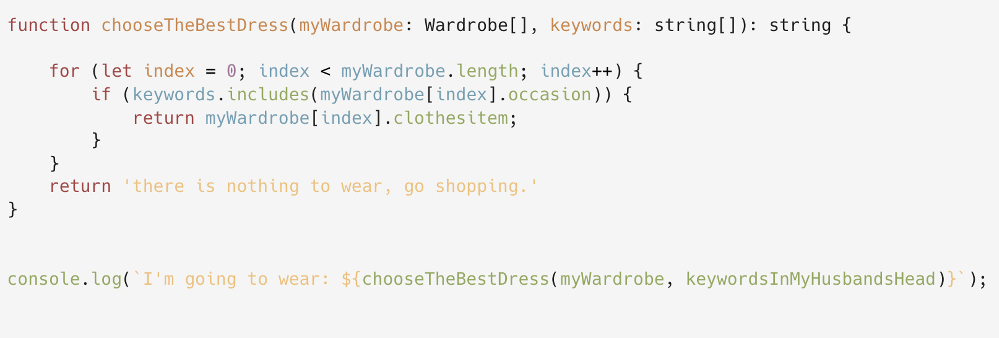 function chooseTheBestDress(myWardrobe: Wardrobe[], keywords: string[]): string {
    for (let index = 0; index < myWardrobe.length; index++) {
        if (keywords.includes(myWardrobe[index].occasion)) {
            return myWardrobe[index].clothesitem;
        }
    }
    return 'there is nothing to wear, go shopping.'
}
console.log(`I'm going to wear: ${chooseTheBestDress(myWardrobe, keywordsInMyHusbandsHead)}`);